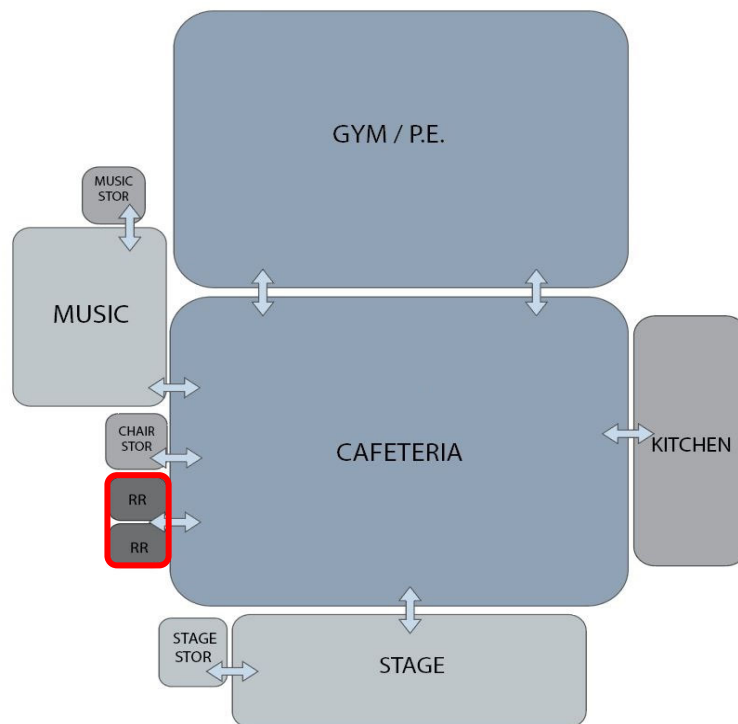 GYM / P.E.
MUSIC
STOR
MUSIC
CHAIR
STOR
CAFETERIA
KITCHEN
RR
RR
STAGE
STOR
STAGE